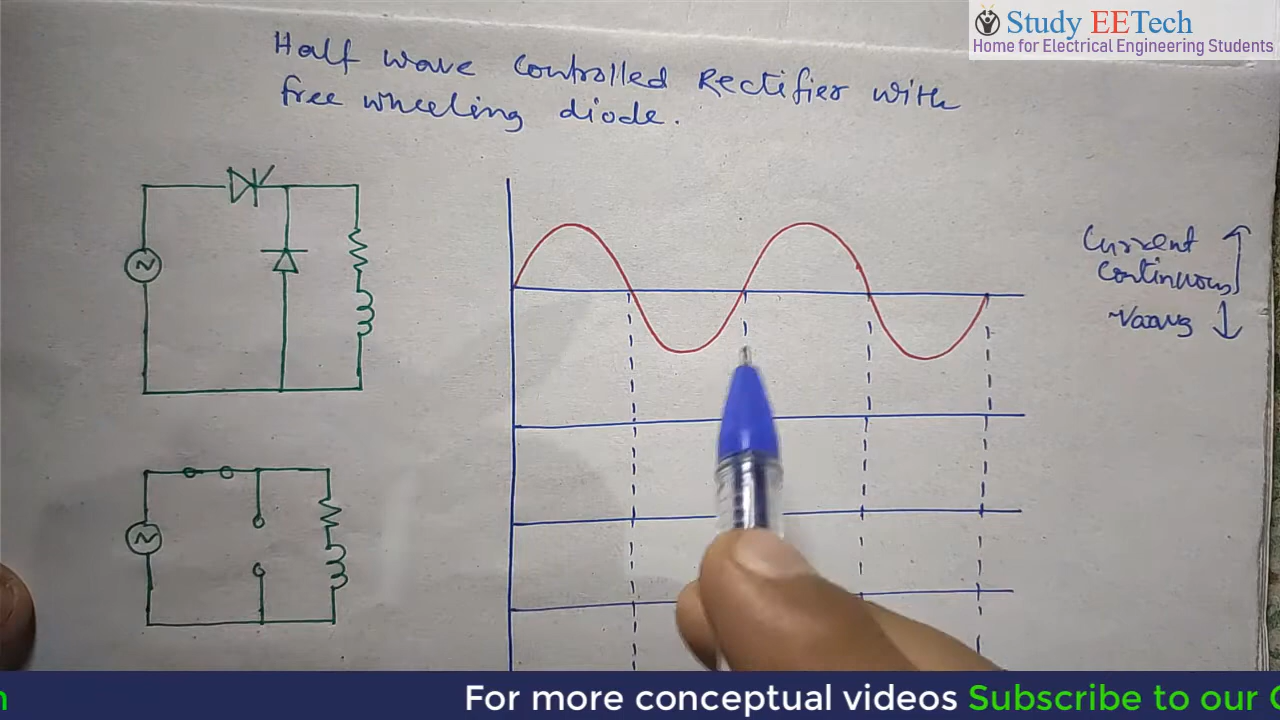 Study EETech
Home for Electrical Engineering Students
Half wave Controlled Rectifier with
free wheeling diode.
Current
Continuous
For more conceptual videos Subscribe to our